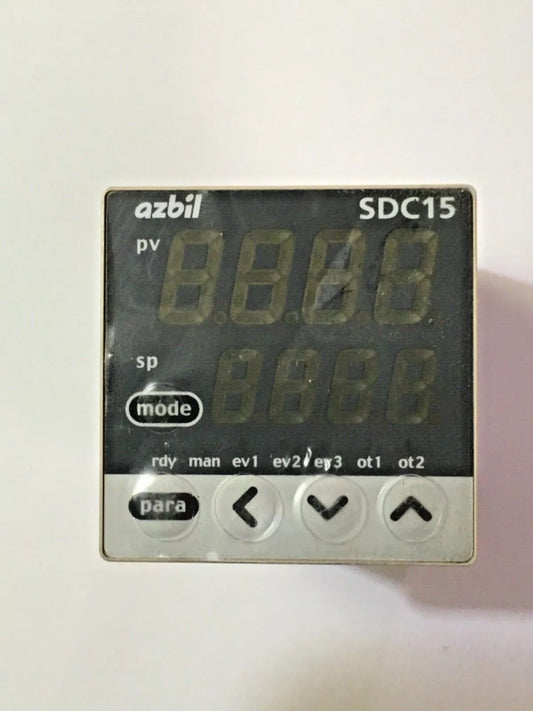 azbil SDC15
pv
sp
mode
rdy man ev1 ev2 ev3 ot1 ot2
para